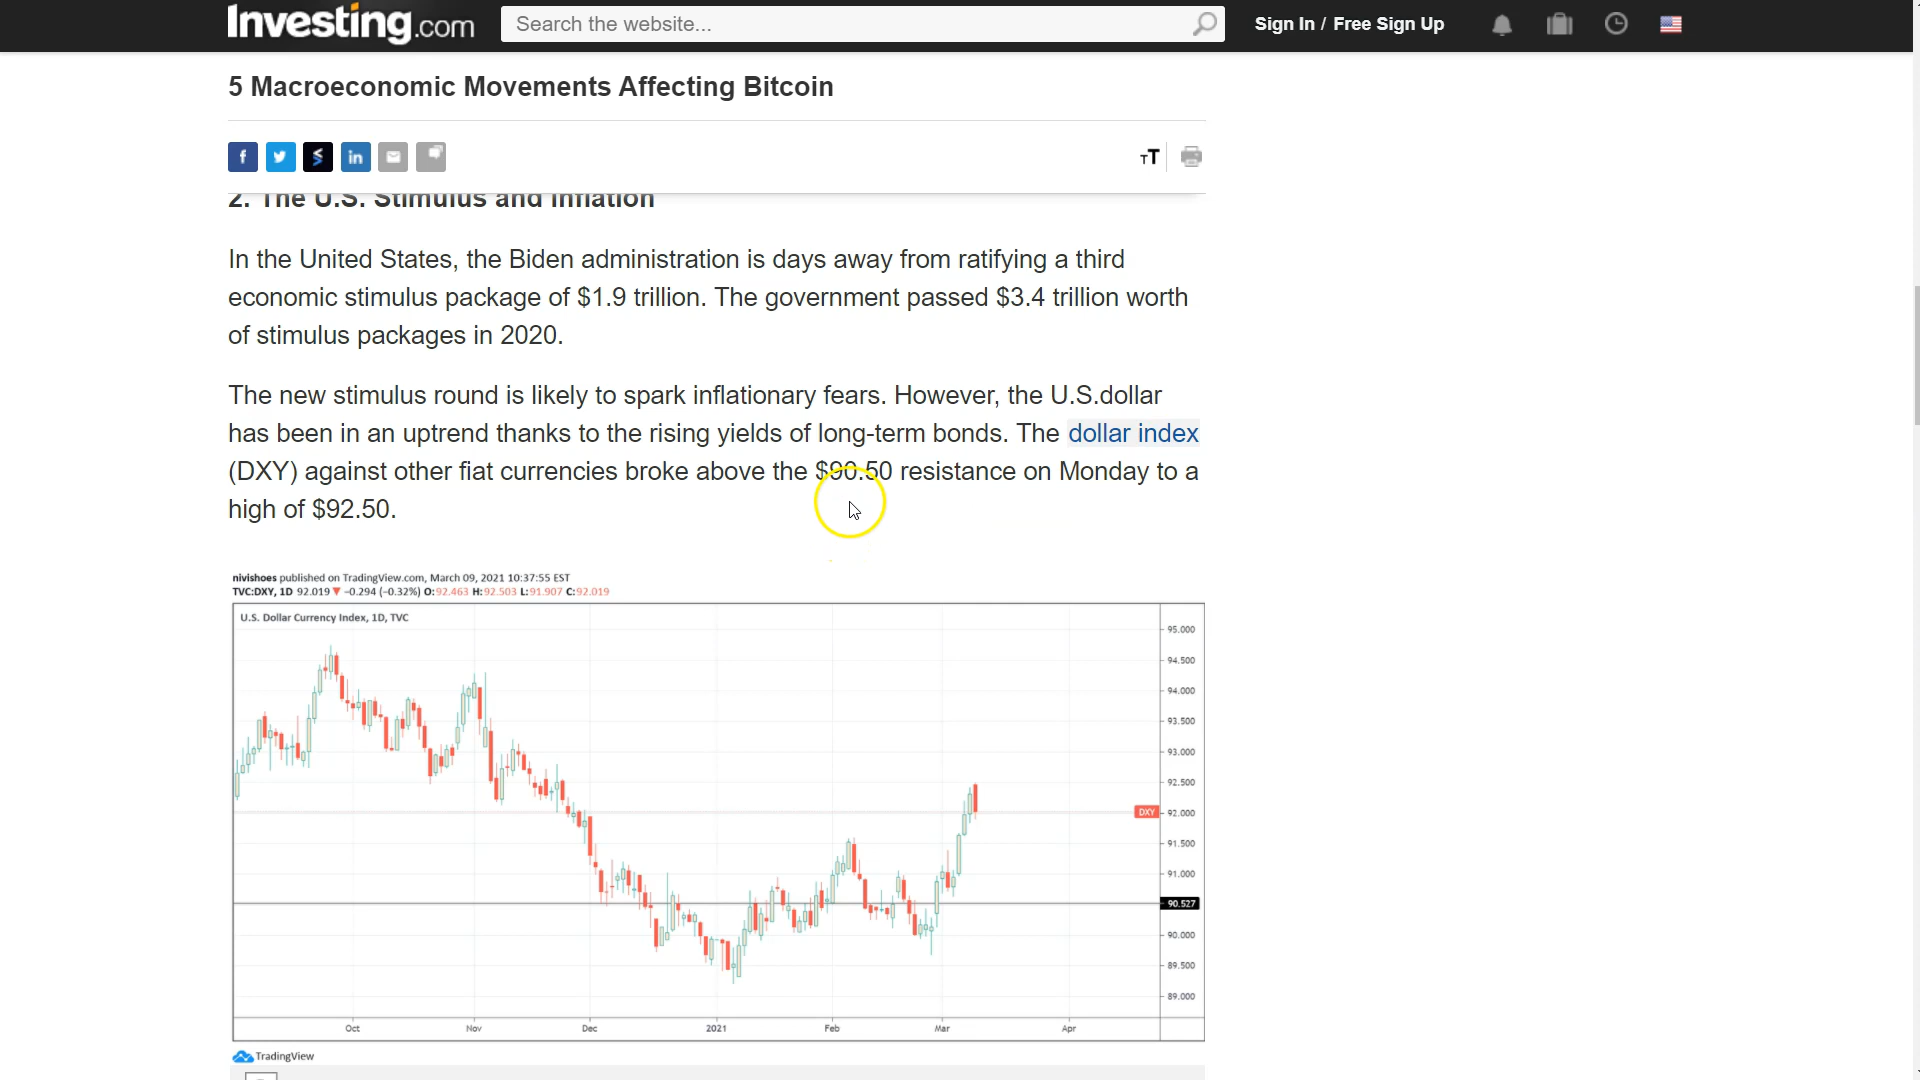 Investing.com
Search the website...
Sign In / Free Sign Up
5 Macroeconomic Movements Affecting Bitcoin
2. The U.S. Stimulus and Inflation
In the United States, the Biden administration is days away from ratifying a third
economic stimulus package of $1.9 trillion. The government passed $3.4 trillion worth
of stimulus packages in 2020.
The new stimulus round is likely to spark inflationary fears. However, the U.S.dollar
has been in an uptrend thanks to the rising yields of long-term bonds. The dollar index
(DXY) against other fiat currencies broke above the $90.50 resistance on Monday to a
high of $92.50.
nivishoes published on TradingView.com, March 09, 2021 10:37:55 EST
TVC:DXY, 1D 92.019 ▼ −0.294 (−0.32%) O:92.463 H:92.503 L:91.907 C:92.019
U.S. Dollar Currency Index, 1D, TVC
95.000
94.500
94.000
93.500
93.000
92.500
DXY 92.000
91.500
91.000
90.527
90.000
89.500
89.000
Oct Nov Dec 2021 Feb Mar Apr
TradingView